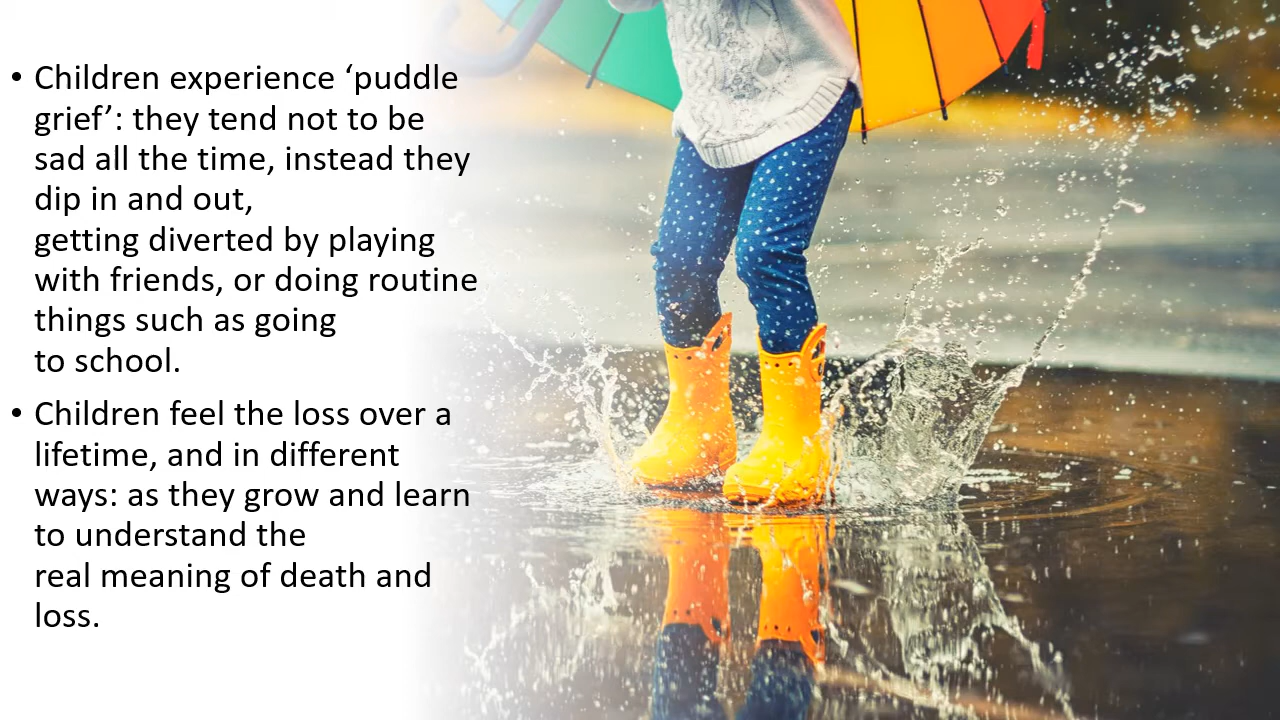 • Children experience ‘puddle
grief’: they tend not to be
sad all the time, instead they
dip in and out,
getting diverted by playing
with friends, or doing routine
things such as going
to school.
• Children feel the loss over a
lifetime, and in different
ways: as they grow and learn
to understand the
real meaning of death and
loss.